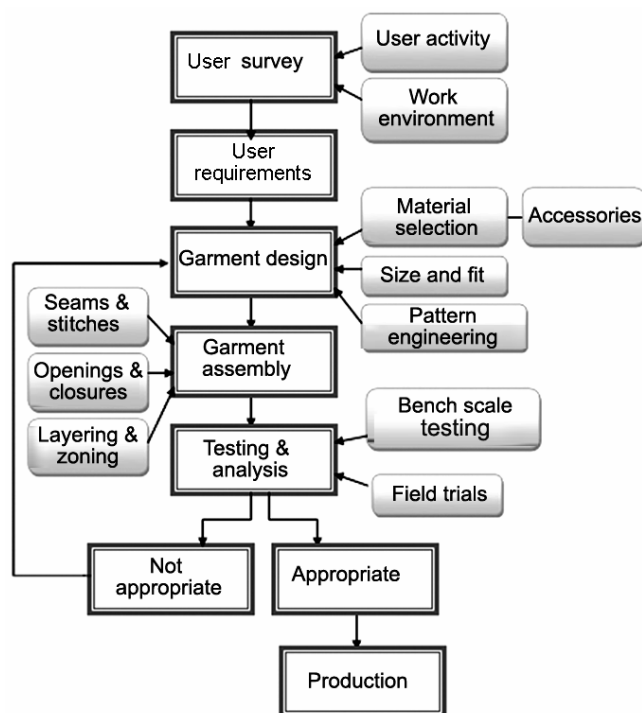 User survey
User activity
Work
environment
User
requirements
Material
selection
Accessories
Garment design
Size and fit
Pattern
engineering
Seams &
stitches
Openings &
closures
Layering &
zoning
Garment
assembly
Bench scale
testing
Testing &
analysis
Field trials
Not
appropriate
Appropriate
Production